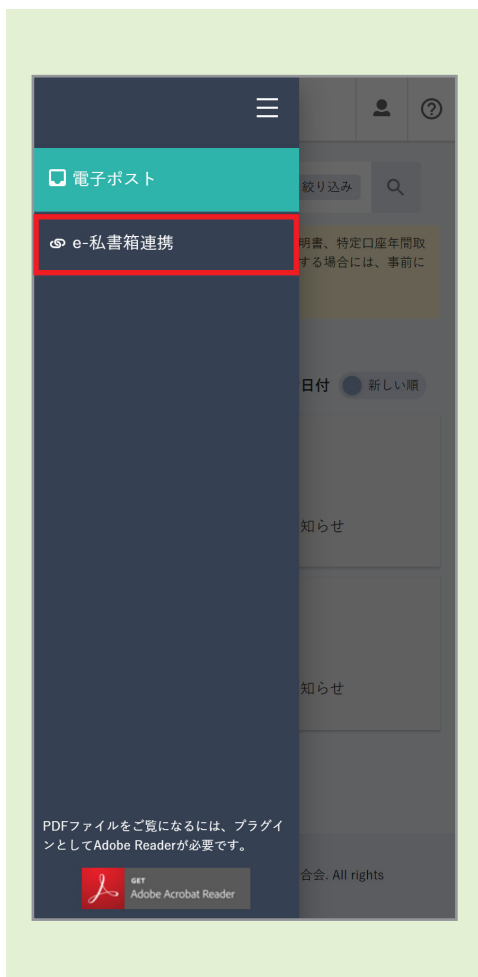 電子ポスト
絞り込み
e-私書箱連携
明書、特定口座年間取
する場合には、事前に
日付 新しい順
知らせ
知らせ
PDFファイルをご覧になるには、プラグイ
ンとしてAdobe Readerが必要です。
GET
Adobe Acrobat Reader
合会. All rights